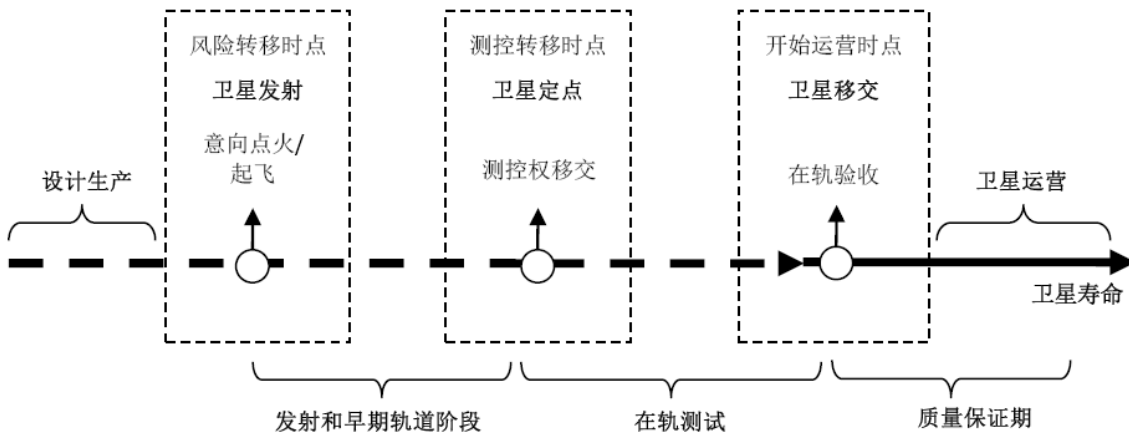 风险转移时点
卫星发射
意向点火/
起飞
测控转移时点
卫星定点
测控权移交
开始运营时点
卫星移交
在轨验收
设计生产
卫星运营
卫星寿命
发射和早期轨道阶段
在轨测试
质量保证期